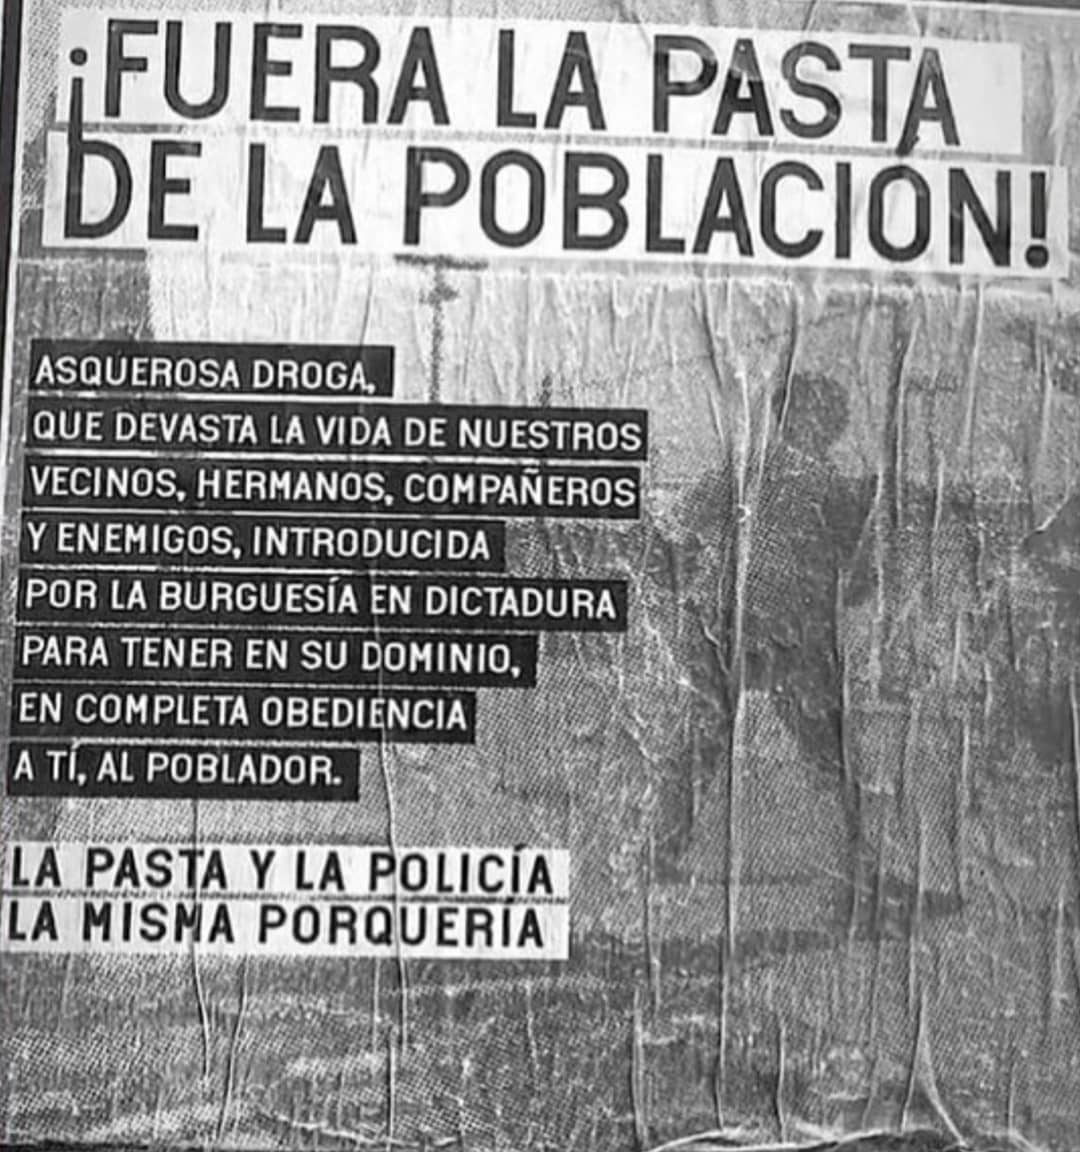 ¡FUERA LA PASTA
DE LA POBLACIÓN!
ASQUEROSA DROGA,
QUE DEVASTA LA VIDA DE NUESTROS
VECINOS, HERMANOS, COMPAÑEROS
Y ENEMIGOS, INTRODUCIDA
POR LA BURGUESÍA EN DICTADURA
PARA TENER EN SU DOMINIO,
EN COMPLETA OBEDIENCIA
A TÍ, AL POBLADOR.
LA PASTA Y LA POLICÍA
LA MISMA PORQUERÍA